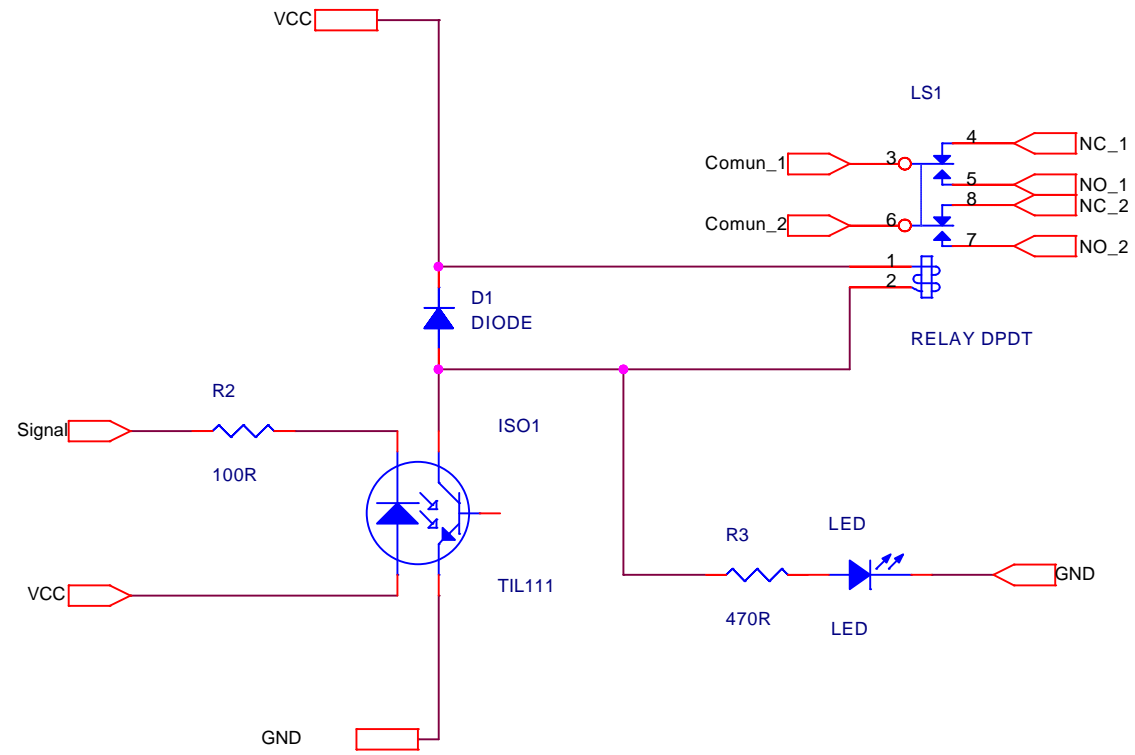 VCC
LS1
4
NC_1
Comun_1
3
5
NO_1
8
NC_2
Comun_2
6
7
NO_2
1
2
D1
DIODE
RELAY DPDT
R2
Signal
ISO1
100R
R3
LED
TIL111
VCC
GND
470R
LED
GND